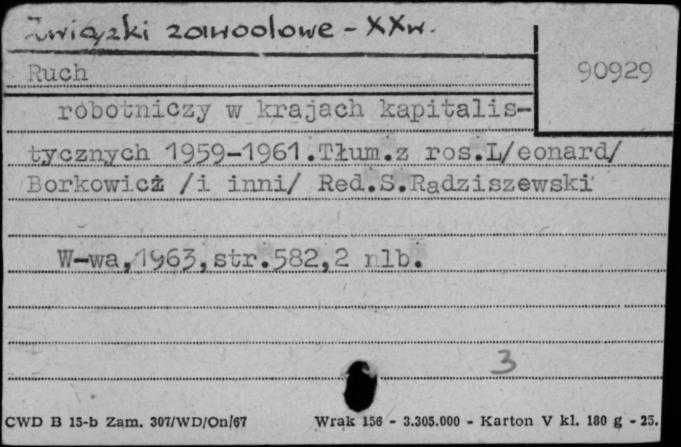 Związki zawodowe - XXw.
Ruch
90929
robotniczy w krajach kapitalis-
tycznych 1959-1961.Tłum.z ros.L/eonard/
Borkowicz /i inni/ Red.S.Radziszewski
W-wa,1963,str.582,2 nlb.
3
CWD B 15-b Zam. 307/WD/On/67 Wrak 156 - 3.305.000 - Karton V kl. 180 g - 25.